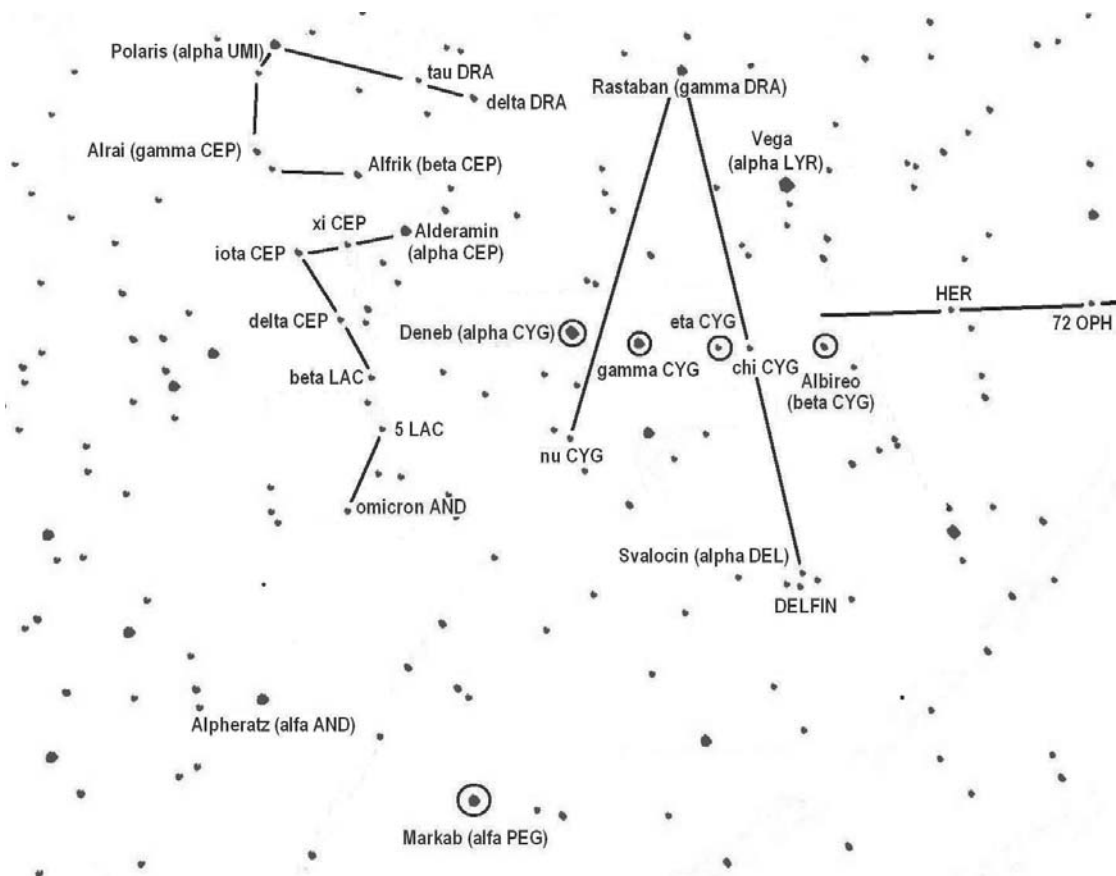 Polaris (alpha UMI)
tau DRA
delta DRA
Rastaban (gamma DRA)
Alrai (gamma CEP)
Alfrik (beta CEP)
Vega
(alpha LYR)
xi CEP
iota CEP
Alderamin
(alpha CEP)
HER
72 OPH
delta CEP
Deneb (alpha CYG)
eta CYG
gamma CYG
chi CYG
Albireo
(beta CYG)
beta LAC
5 LAC
nu CYG
omicron AND
Svalocin (alpha DEL)
DELFIN
Alpheratz (alfa AND)
Markab (alfa PEG)